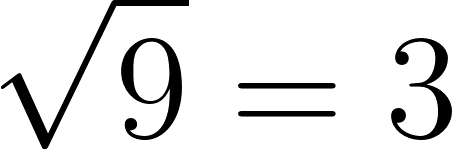 √9 = 3